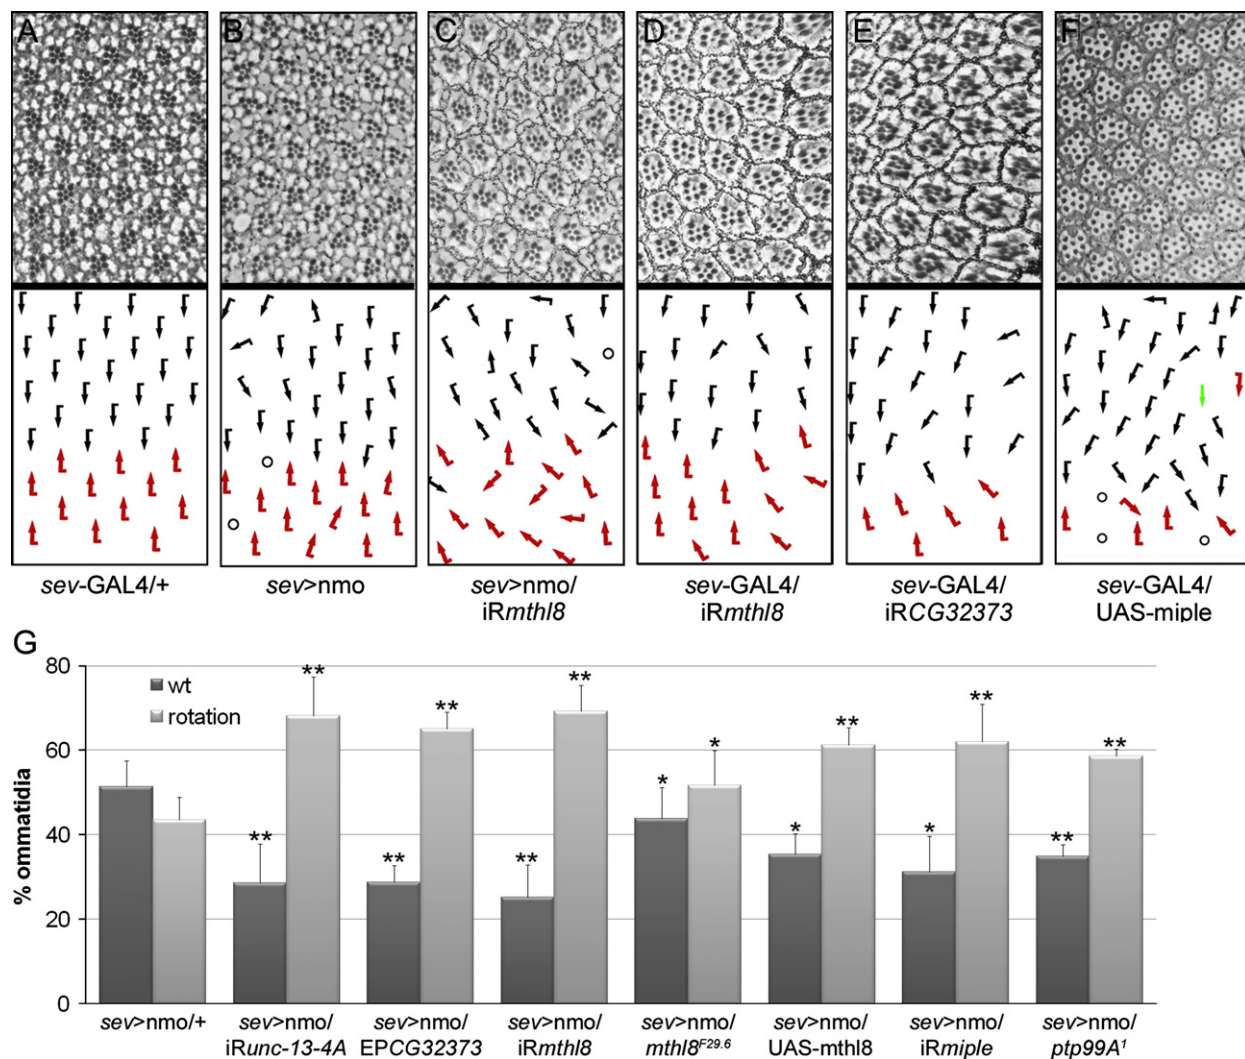 A B C D E F
sev-GAL4/+
sev>nmo
sev>nmo/
iRmthl8
sev-GAL4/
iRmthl8
sev-GAL4/
iRCG32373
sev-GAL4/
UAS-miple
G
80
60
40
20
0
% ommatidia
wt
rotation
** ** ** * * ** ** **
** ** ** * * * **
sev>nmo/+
sev>nmo/
iRunc-13-4A
sev>nmo/
EPCG32373
sev>nmo/
iRmthl8
sev>nmo/
mthl8F29.6
sev>nmo/
UAS-mthl8
sev>nmo/
iRmiple
sev>nmo/
ptp99A1